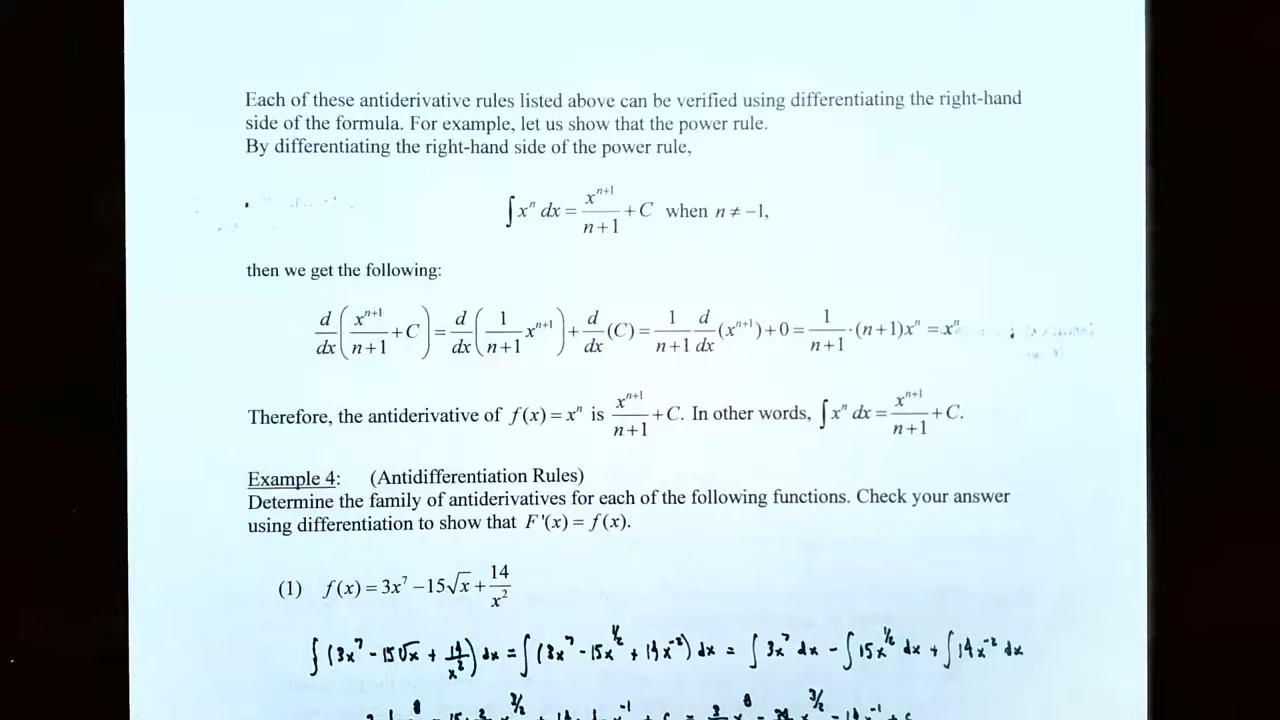 Each of these antiderivative rules listed above can be verified using differentiating the right-hand
side of the formula. For example, let us show that the power rule.
By differentiating the right-hand side of the power rule,
∫ xⁿ dx = xⁿ⁺¹/(n+1) + C when n ≠ −1,
then we get the following:
d/dx (xⁿ⁺¹/(n+1) + C) = d/dx (1/(n+1) xⁿ⁺¹) + d/dx (C) = 1/(n+1) d/dx (xⁿ⁺¹) + 0 = 1/(n+1) · (n+1)xⁿ = xⁿ
Therefore, the antiderivative of f(x) = xⁿ is xⁿ⁺¹/(n+1) + C. In other words, ∫ xⁿ dx = xⁿ⁺¹/(n+1) + C.
Example 4: (Antidifferentiation Rules)
Determine the family of antiderivatives for each of the following functions. Check your answer
using differentiation to show that F'(x) = f(x).
(1) f(x) = 3x⁷ − 15√x + 14/x²
∫ (3x⁷ - 15√x + 14/x²) dx = ∫ (3x⁷ - 15x^(1/2) + 14x⁻²) dx = ∫ 3x⁷ dx - ∫ 15x^(1/2) dx + ∫ 14x⁻² dx